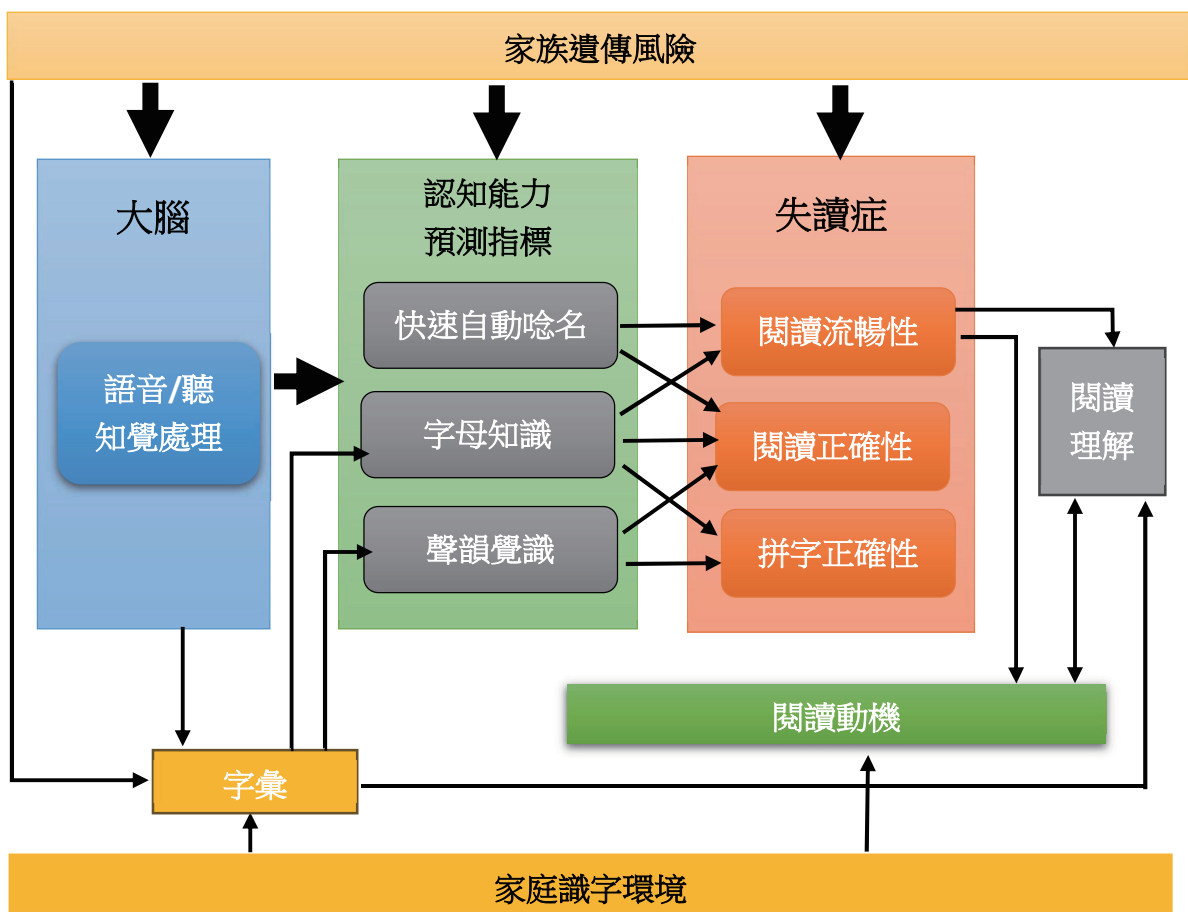 家族遺傳風險
大腦
語音/聽
知覺處理
認知能力
預測指標
快速自動唸名
字母知識
聲韻覺識
失讀症
閱讀流暢性
閱讀正確性
拼字正確性
閱讀
理解
閱讀動機
字彙
家庭識字環境